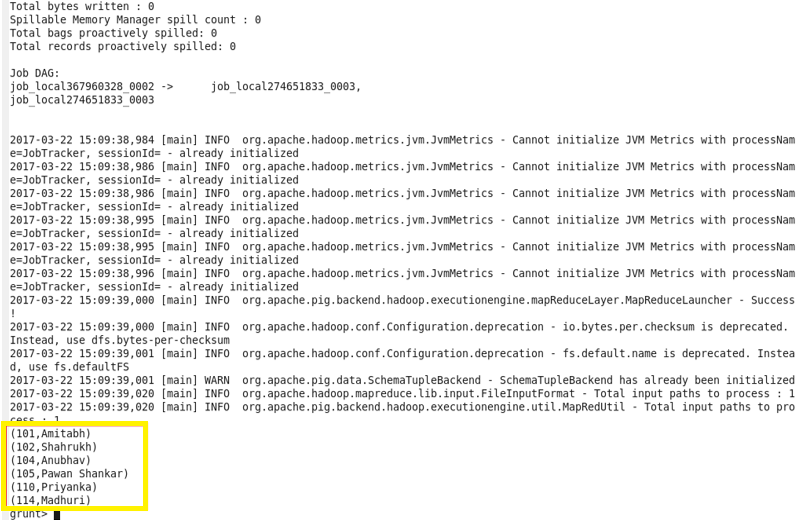 Total bytes written : 0
Spillable Memory Manager spill count : 0
Total bags proactively spilled: 0
Total records proactively spilled: 0
Job DAG:
job_local367960328_0002 ->      job_local274651833_0003,
job_local274651833_0003
2017-03-22 15:09:38,984 [main] INFO  org.apache.hadoop.metrics.jvm.JvmMetrics - Cannot initialize JVM Metrics with processNam
e=JobTracker, sessionId= - already initialized
2017-03-22 15:09:38,986 [main] INFO  org.apache.hadoop.metrics.jvm.JvmMetrics - Cannot initialize JVM Metrics with processNam
e=JobTracker, sessionId= - already initialized
2017-03-22 15:09:38,986 [main] INFO  org.apache.hadoop.metrics.jvm.JvmMetrics - Cannot initialize JVM Metrics with processNam
e=JobTracker, sessionId= - already initialized
2017-03-22 15:09:38,995 [main] INFO  org.apache.hadoop.metrics.jvm.JvmMetrics - Cannot initialize JVM Metrics with processNam
e=JobTracker, sessionId= - already initialized
2017-03-22 15:09:38,995 [main] INFO  org.apache.hadoop.metrics.jvm.JvmMetrics - Cannot initialize JVM Metrics with processNam
e=JobTracker, sessionId= - already initialized
2017-03-22 15:09:38,996 [main] INFO  org.apache.hadoop.metrics.jvm.JvmMetrics - Cannot initialize JVM Metrics with processNam
e=JobTracker, sessionId= - already initialized
2017-03-22 15:09:39,000 [main] INFO  org.apache.pig.backend.hadoop.executionengine.mapReduceLayer.MapReduceLauncher - Success
!
2017-03-22 15:09:39,000 [main] INFO  org.apache.hadoop.conf.Configuration.deprecation - io.bytes.per.checksum is deprecated.
Instead, use dfs.bytes-per-checksum
2017-03-22 15:09:39,001 [main] INFO  org.apache.hadoop.conf.Configuration.deprecation - fs.default.name is deprecated. Instea
d, use fs.defaultFS
2017-03-22 15:09:39,001 [main] WARN  org.apache.pig.data.SchemaTupleBackend - SchemaTupleBackend has already been initialized
2017-03-22 15:09:39,020 [main] INFO  org.apache.hadoop.mapreduce.lib.input.FileInputFormat - Total input paths to process : 1
2017-03-22 15:09:39,020 [main] INFO  org.apache.pig.backend.hadoop.executionengine.util.MapRedUtil - Total input paths to pro
cess : 1
(101,Amitabh)
(102,Shahrukh)
(104,Anubhav)
(105,Pawan Shankar)
(110,Priyanka)
(114,Madhuri)
grunt>